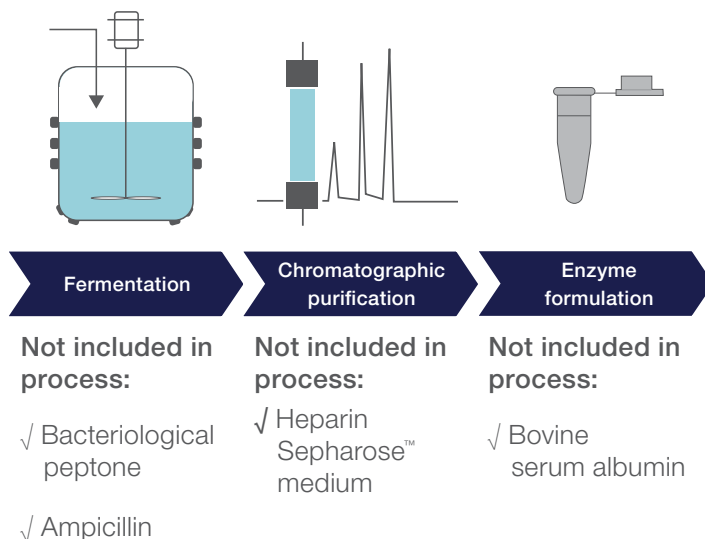 Fermentation
Chromatographic
purification
Enzyme
formulation
Not included in
process:
√ Bacteriological
peptone
√ Ampicillin
Not included in
process:
√ Heparin
Sepharose™
medium
Not included in
process:
√ Bovine
serum albumin